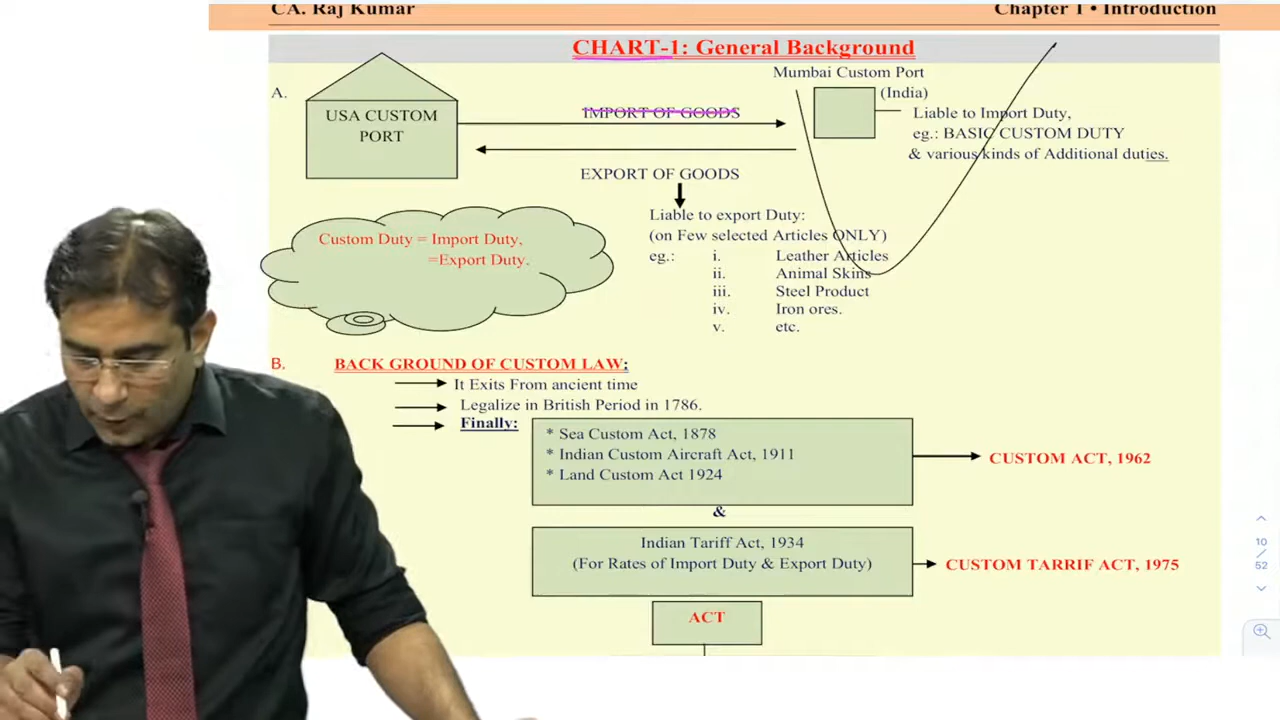 CA. Raj Kumar
Chapter 1 • Introduction
CHART-1: General Background
A.
USA CUSTOM
PORT
IMPORT OF GOODS
EXPORT OF GOODS
Mumbai Custom Port
(India)
Liable to Import Duty,
eg.: BASIC CUSTOM DUTY
& various kinds of Additional duties.
Custom Duty = Import Duty,
=Export Duty.
Liable to export Duty:
(on Few selected Articles ONLY)
eg.: i. Leather Articles
ii. Animal Skins
iii. Steel Product
iv. Iron ores.
v. etc.
B. BACK GROUND OF CUSTOM LAW:
It Exits From ancient time
Legalize in British Period in 1786.
Finally:
* Sea Custom Act, 1878
* Indian Custom Aircraft Act, 1911
* Land Custom Act 1924
CUSTOM ACT, 1962
&
Indian Tariff Act, 1934
(For Rates of Import Duty & Export Duty)
CUSTOM TARRIF ACT, 1975
ACT
10
/
52